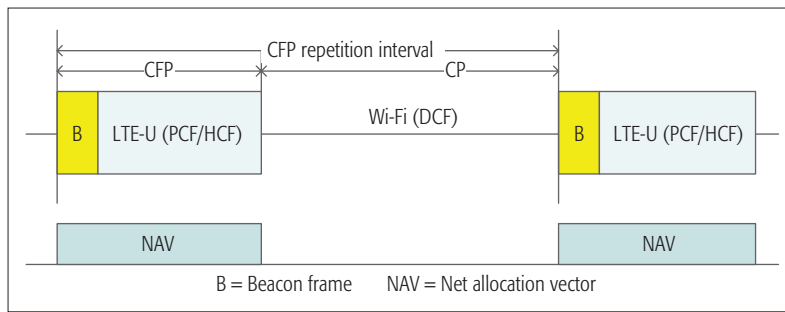 CFP repetition interval
CFP
CP
B
LTE-U (PCF/HCF)
Wi-Fi (DCF)
B
LTE-U (PCF/HCF)
NAV
NAV
B = Beacon frame NAV = Net allocation vector